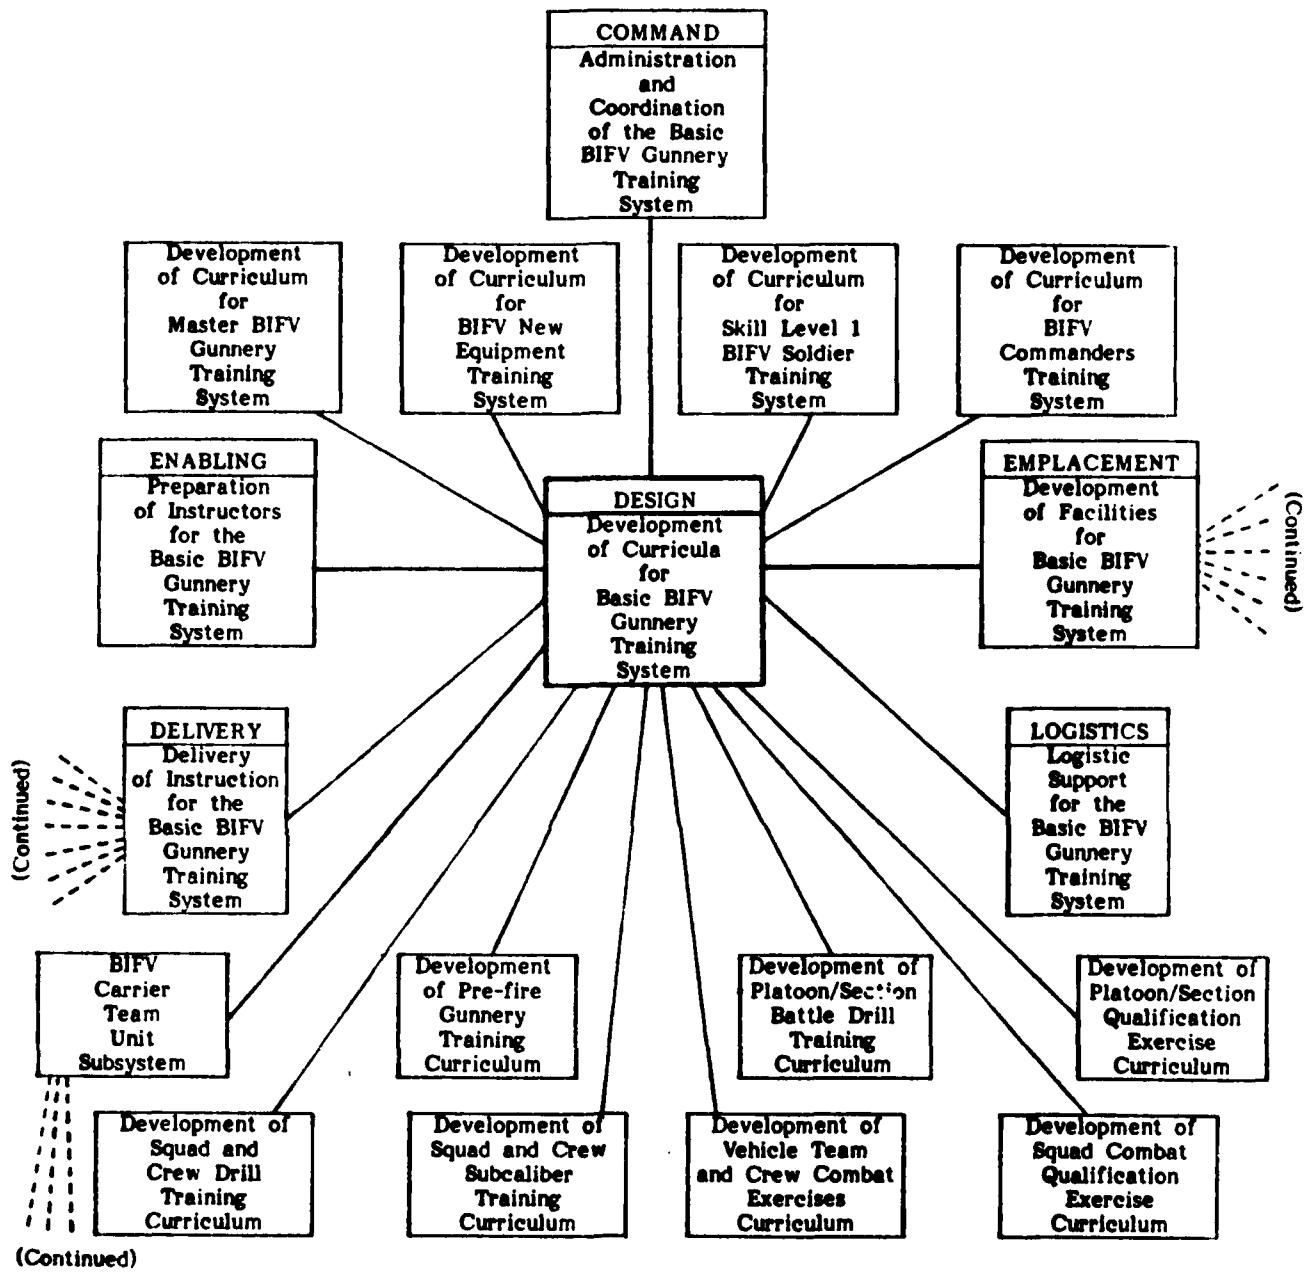 COMMAND
Administration
and
Coordination
of the Basic
BIFV Gunnery
Training
System
Development
of Curriculum
for
Master BIFV
Gunnery
Training
System
Development
of Curriculum
for
BIFV New
Equipment
Training
System
Development
of Curriculum
for
Skill Level 1
BIFV Soldier
Training
System
Development
of Curriculum
for
BIFV
Commanders
Training
System
ENABLING
Preparation
of Instructors
for the
Basic BIFV
Gunnery
Training
System
DESIGN
Development
of Curricula
for
Basic BIFV
Gunnery
Training
System
EMPLACEMENT
Development
of Facilities
for
Basic BIFV
Gunnery
Training
System
(Continued)
(Continued)
DELIVERY
Delivery
of Instruction
for the
Basic BIFV
Gunnery
Training
System
LOGISTICS
Logistic
Support
for the
Basic BIFV
Gunnery
Training
System
BIFV
Carrier
Team
Unit
Subsystem
Development
of Pre-fire
Gunnery
Training
Curriculum
Development of
Platoon/Section
Battle Drill
Training
Curriculum
Development of
Platoon/Section
Qualification
Exercise
Curriculum
Development of
Squad and
Crew Drill
Training
Curriculum
Development of
Squad and Crew
Subcaliber
Training
Curriculum
Development of
Vehicle Team
and Crew Combat
Exercises
Curriculum
Development of
Squad Combat
Qualification
Exercise
Curriculum
(Continued)